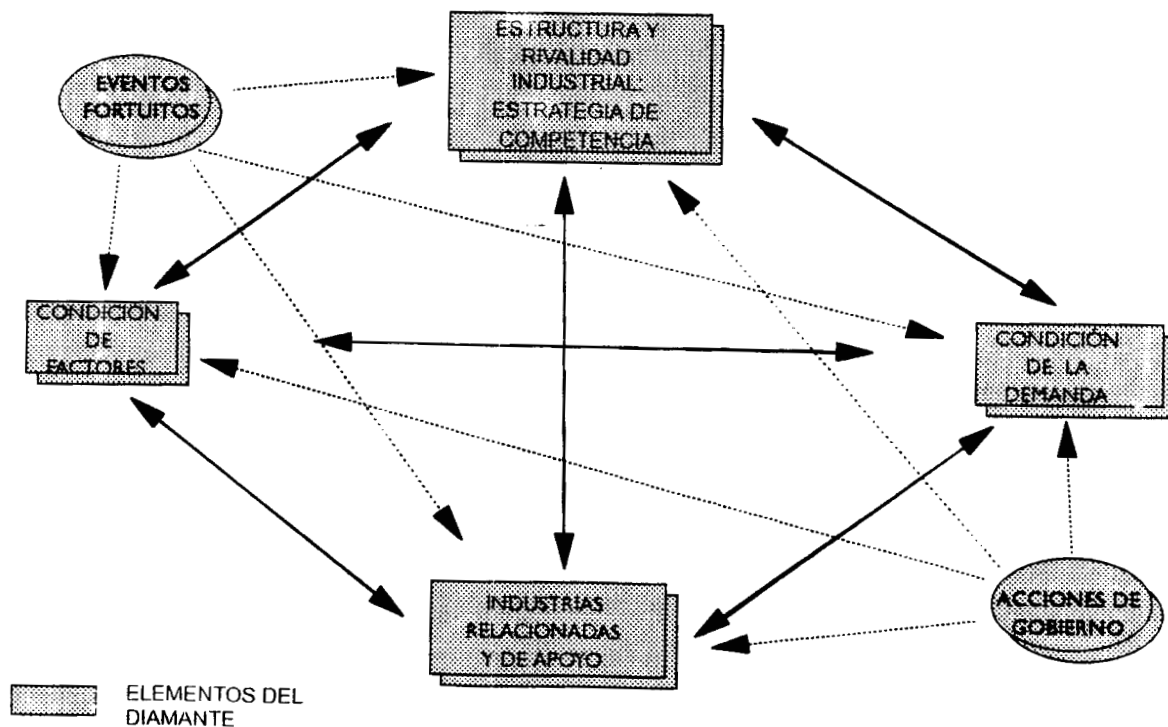 ESTRUCTURA Y
RIVALIDAD
INDUSTRIAL:
ESTRATEGIA DE
COMPETENCIA
EVENTOS
FORTUITOS
CONDICIÓN
DE
FACTORES
CONDICIÓN
DE LA
DEMANDA
INDUSTRIAS
RELACIONADAS
Y DE APOYO
ACCIONES DE
GOBIERNO
ELEMENTOS DEL
DIAMANTE